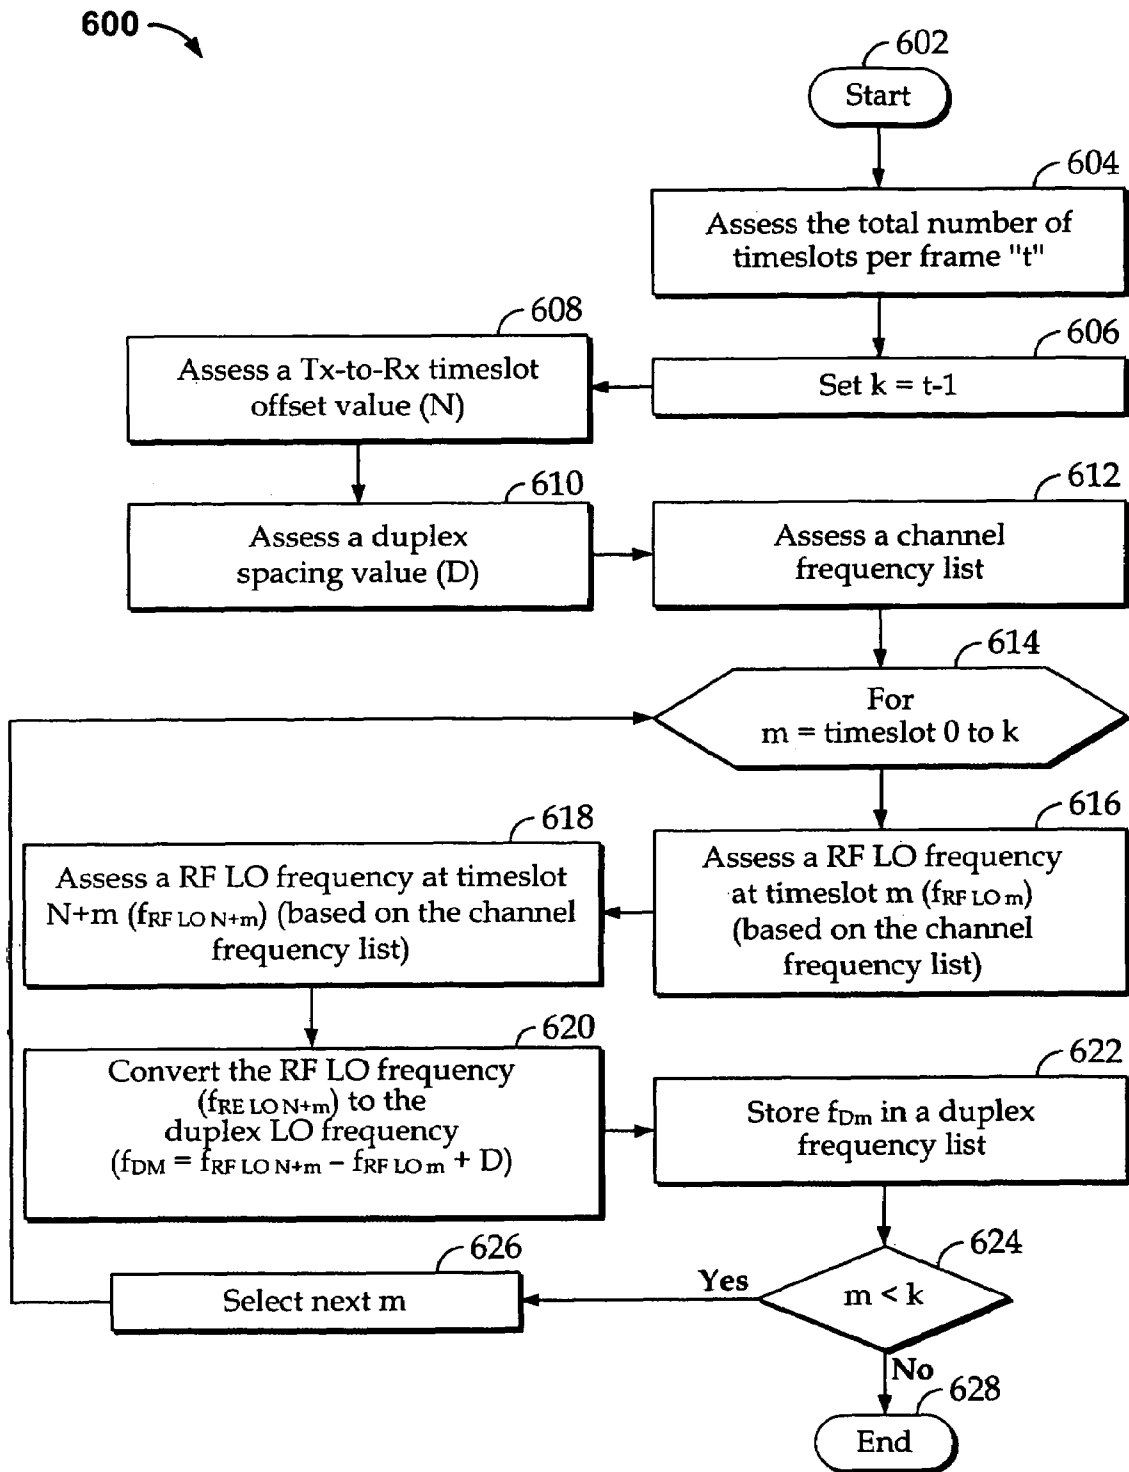 600
602
Start
604
Assess the total number of
timeslots per frame "t"
606
Set k = t-1
608
Assess a Tx-to-Rx timeslot
offset value (N)
610
Assess a duplex
spacing value (D)
612
Assess a channel
frequency list
614
For
m = timeslot 0 to k
616
Assess a RF LO frequency
at timeslot m (fRF LO m)
(based on the channel
frequency list)
618
Assess a RF LO frequency at timeslot
N+m (fRF LO N+m) (based on the channel
frequency list)
620
Convert the RF LO frequency
(fRE LO N+m) to the
duplex LO frequency
(fDM = fRF LO N+m – fRF LO m + D)
622
Store fDm in a duplex
frequency list
624
m < k
Yes
626
Select next m
No
628
End